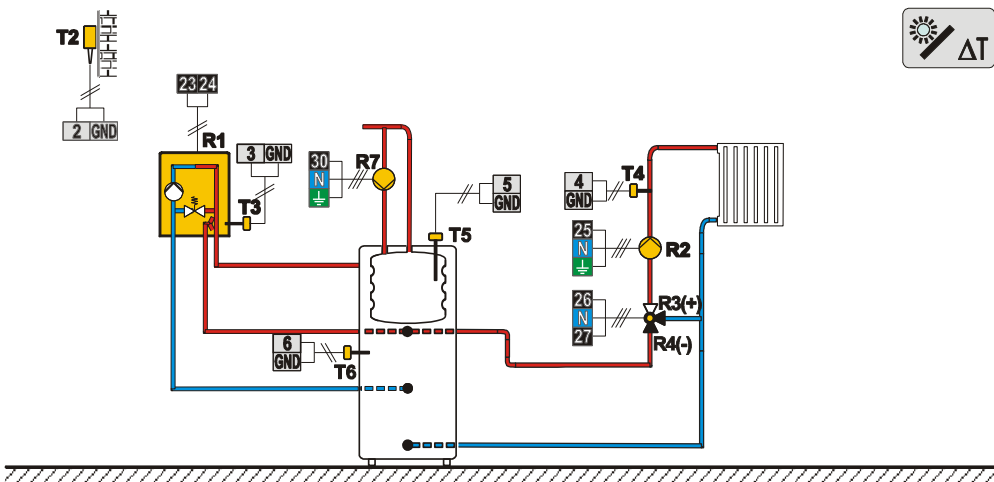 T2
2 GND
23 24
R1
3 GND
T3
30
N
R7
5
GND
T5
6
GND
T6
4
GND
T4
25
N
R2
26
N
27
R3(+)
R4(-)
ΔT